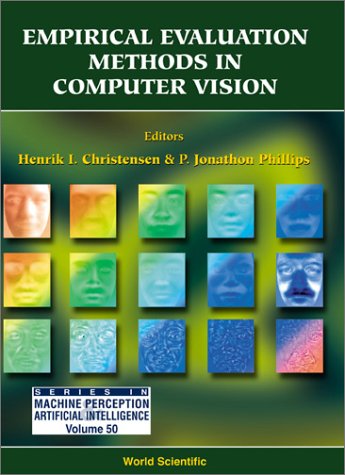 EMPIRICAL EVALUATION
METHODS IN
COMPUTER VISION
Editors
Henrik I. Christensen & P. Jonathon Phillips
SERIES IN
MACHINE PERCEPTION
&
ARTIFICIAL INTELLIGENCE
Volume 50
World Scientific